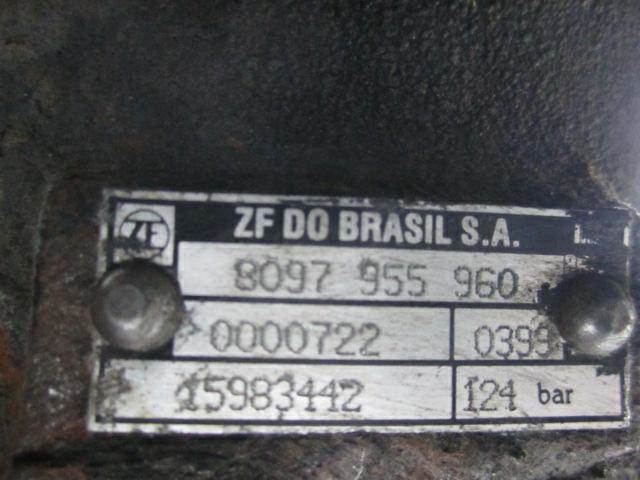 ZF ZF DO BRASIL S.A.
8097 955 960
0000722 0399
15983442 124 bar